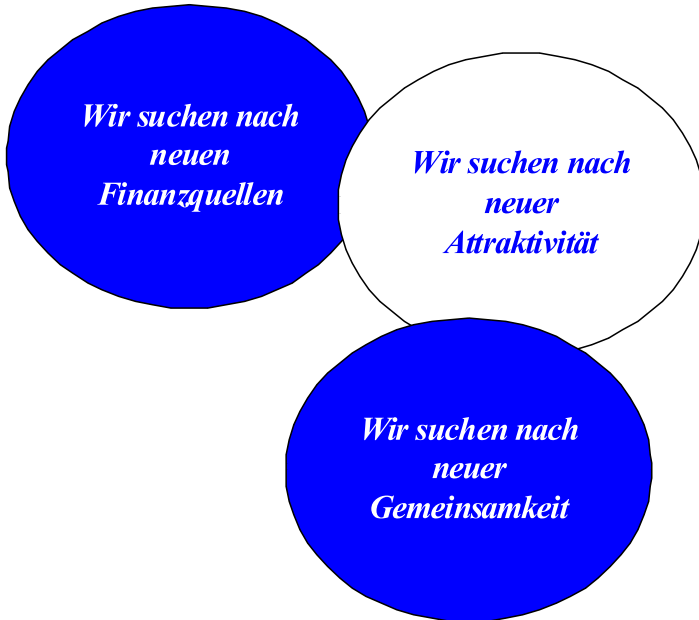 Wir suchen nach
neuen
Finanzquellen
Wir suchen nach
neuer
Attraktivität
Wir suchen nach
neuer
Gemeinsamkeit